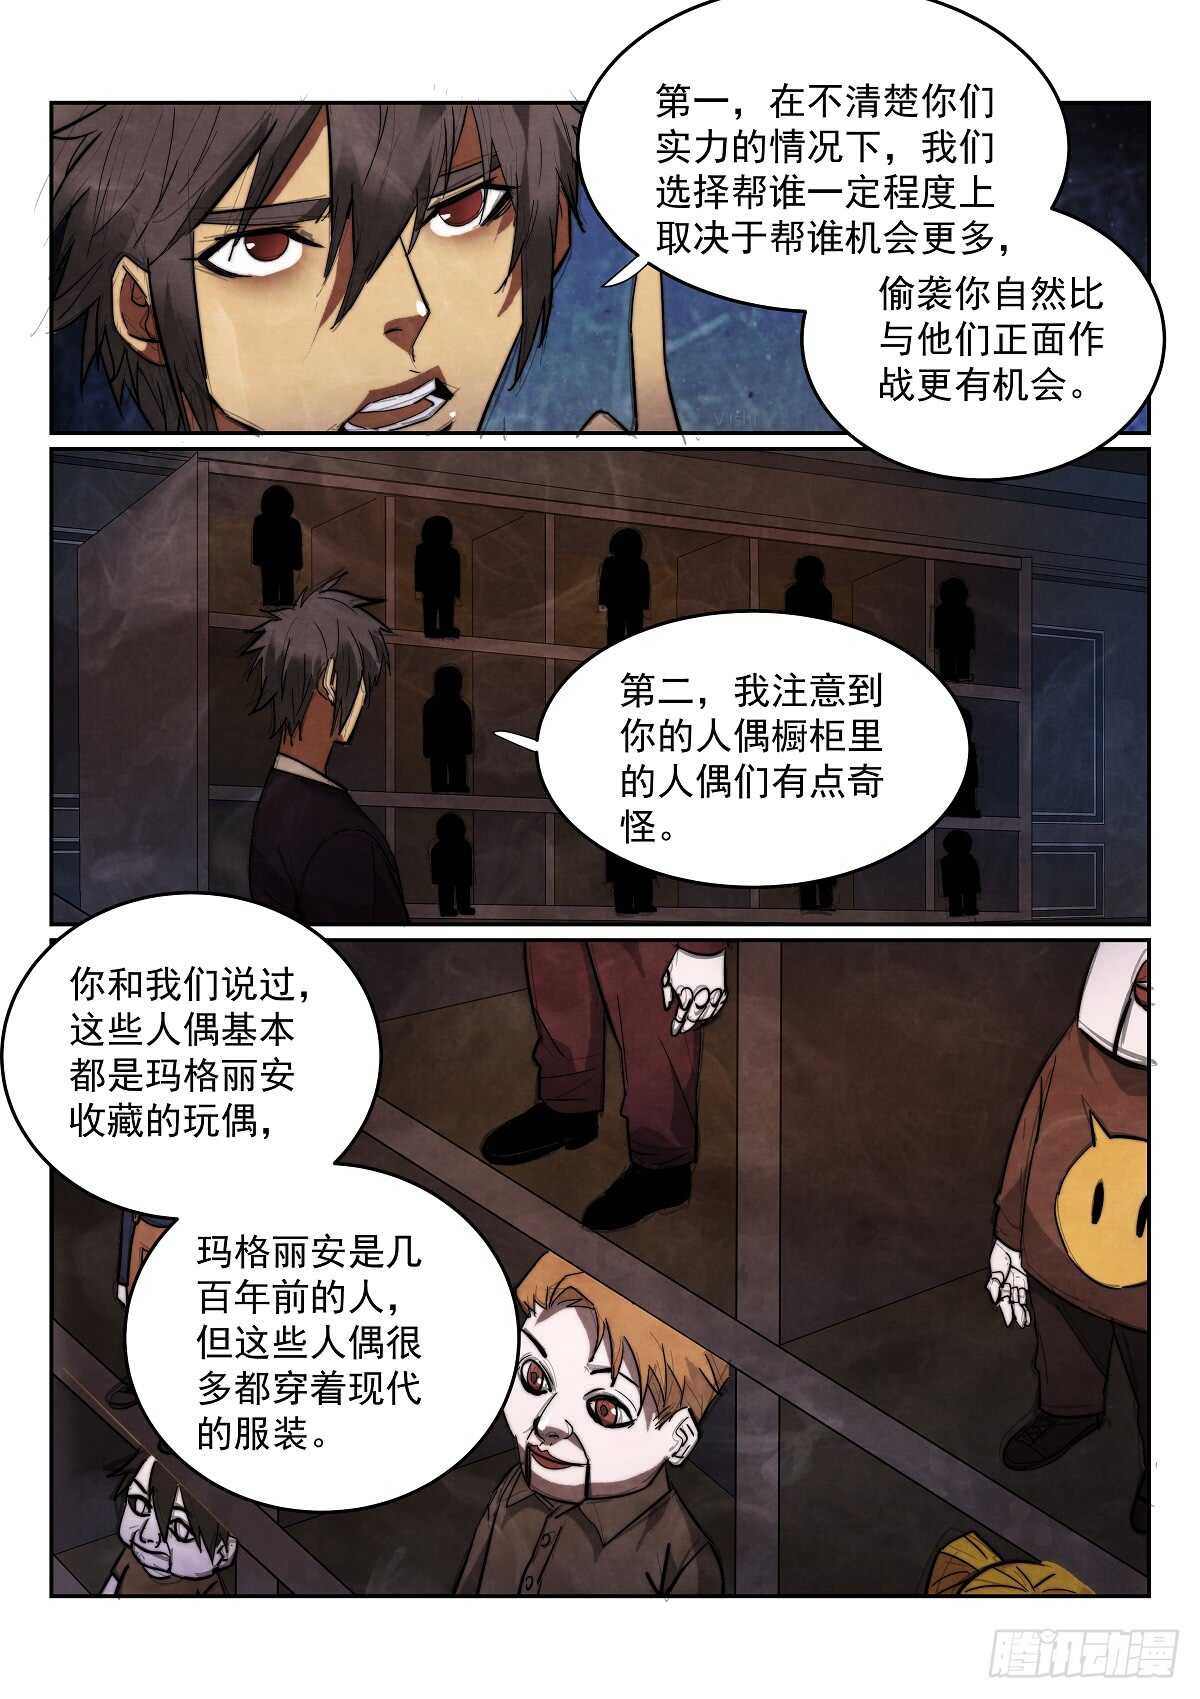 第一，在不清楚你们
实力的情况下，我们
选择帮谁一定程度上
取决于帮谁机会更多，
偷袭你自然比
与他们正面作
战更有机会。
第二，我注意到
你的人偶橱柜里
的人偶们有点奇
怪。
你和我们说过，
这些人偶基本
都是玛格丽安
收藏的玩偶，
玛格丽安是几
百年前的人，
但这些人偶很
多都穿着现代
的服装。
腾讯动漫